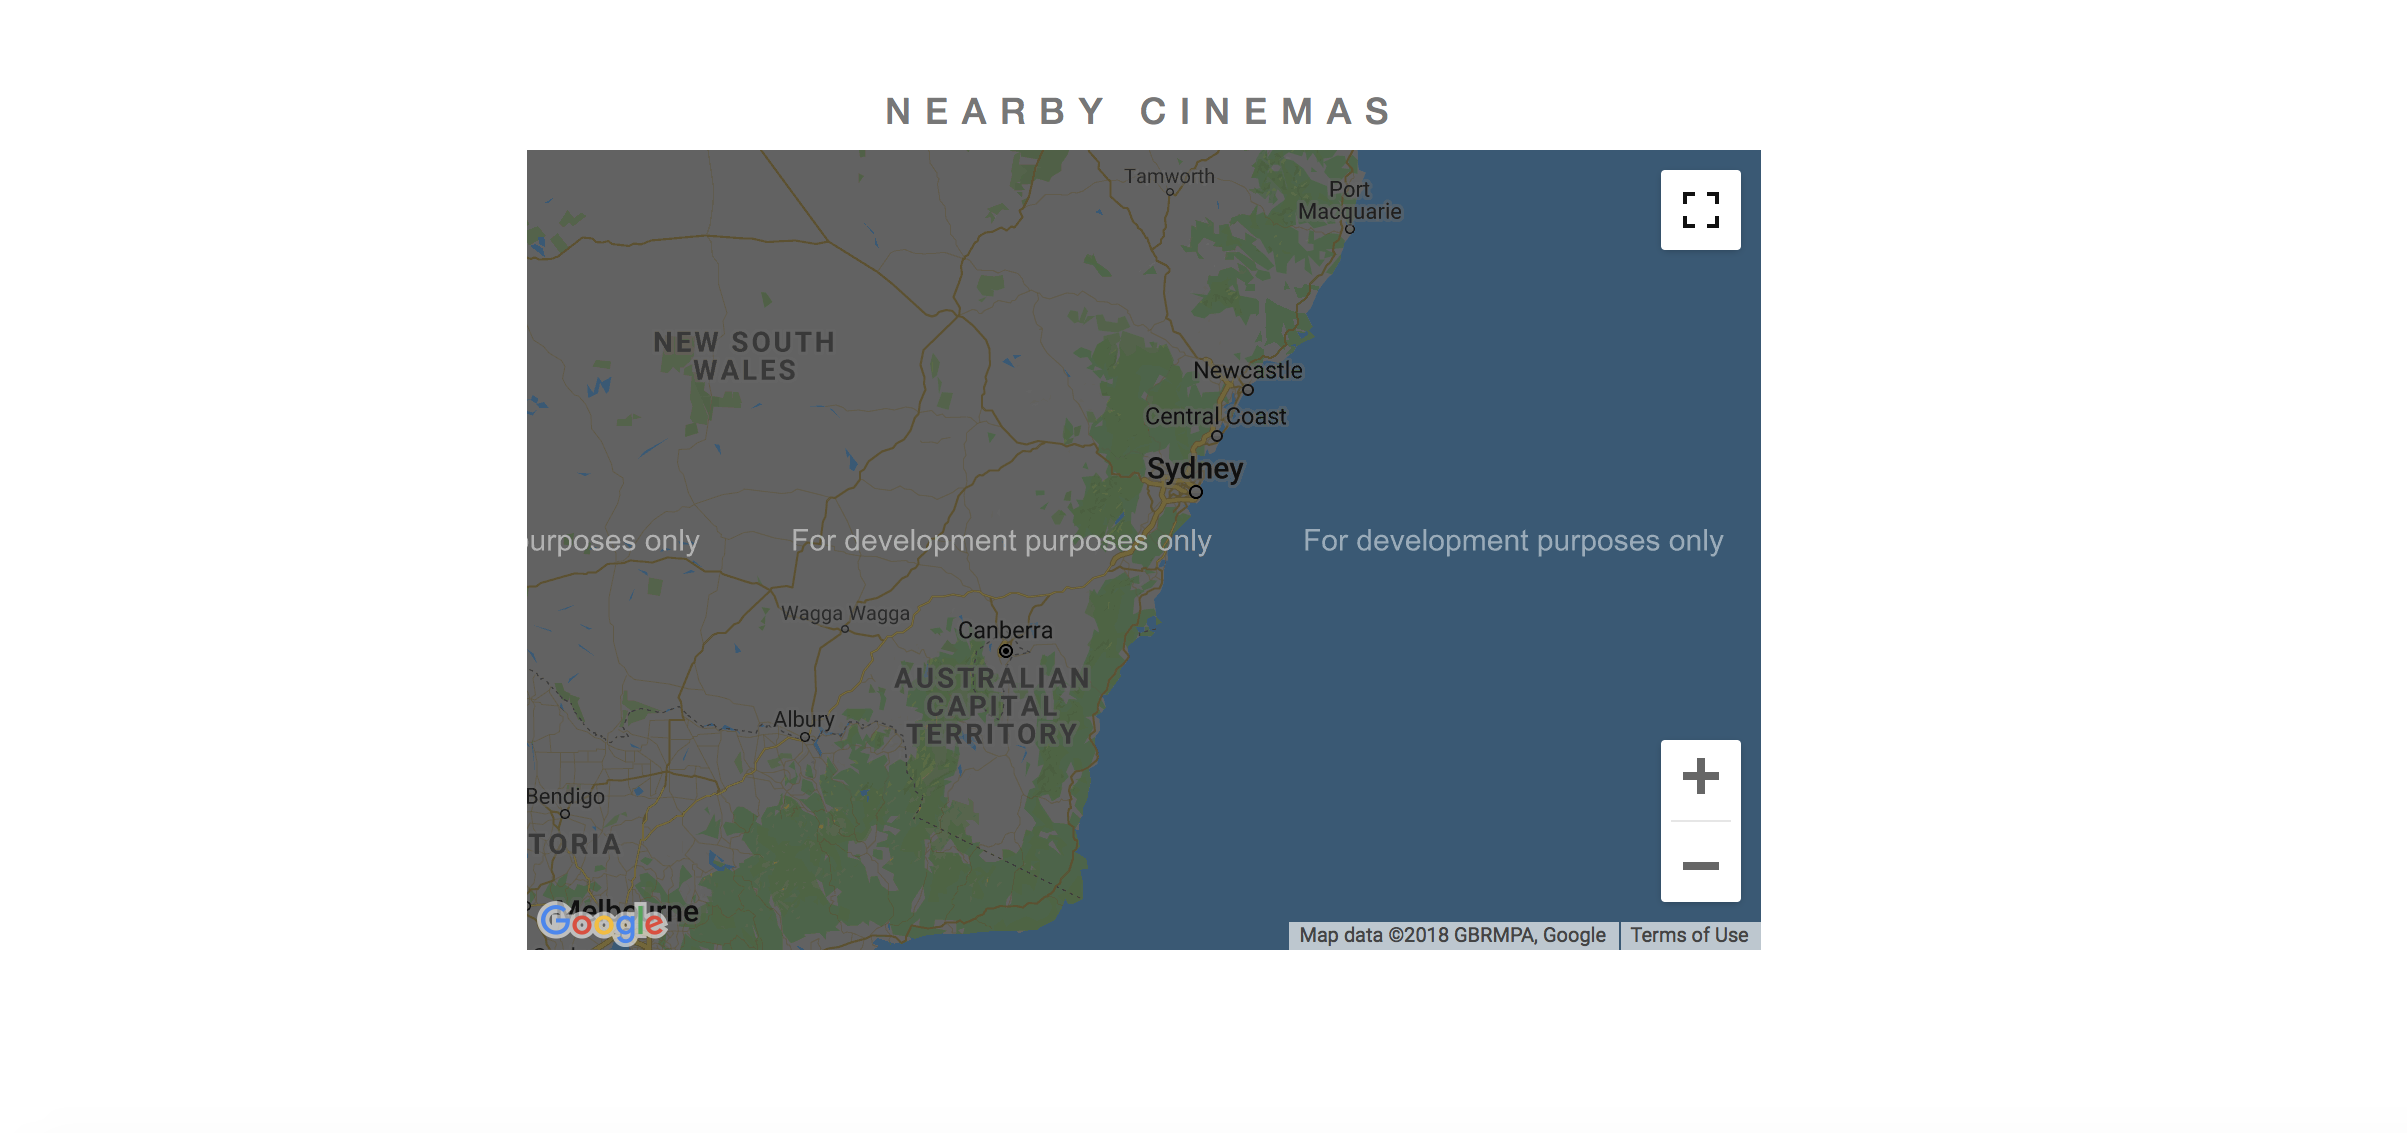 NEARBY CINEMAS
Tamworth
Port
Macquarie
NEW SOUTH
WALES
Newcastle
Central Coast
Sydney
urposes only
For development purposes only
For development purposes only
Wagga Wagga
Canberra
AUSTRALIAN
CAPITAL
TERRITORY
Albury
Bendigo
TORIA
Melbourne
Google
Map data ©2018 GBRMPA, Google
Terms of Use